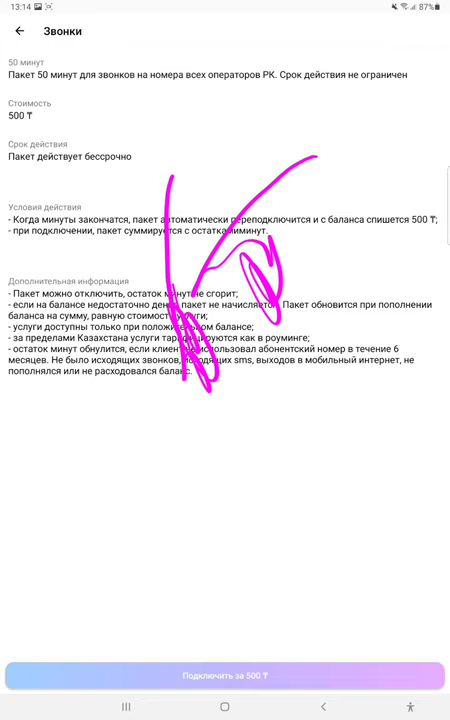 13:14
87%
Звонки
50 минут
Пакет 50 минут для звонков на номера всех операторов РК. Срок действия не ограничен
Стоимость
500 ₸
Срок действия
Пакет действует бессрочно
Условия действия
- Когда минуты закончатся, пакет автоматически переподключится и с баланса спишется 500 ₸;
- при подключении, пакет суммируется с остаткамиминут.
Дополнительная информация
- Пакет можно отключить, остаток минут не сгорит;
- если на балансе недостаточно денег, пакет не начисляется. Пакет обновится при пополнении
баланса на сумму, равную стоимости услуги;
- услуги доступны только при положительном балансе;
- за пределами Казахстана услуги тарифицируются как в роуминге;
- остаток минут обнулится, если клиент не использовал абонентский номер в течение 6
месяцев. Не было исходящих звонков, исходящих sms, выходов в мобильный интернет, не
пополнялся или не расходовался баланс.
Подключить за 500 ₸